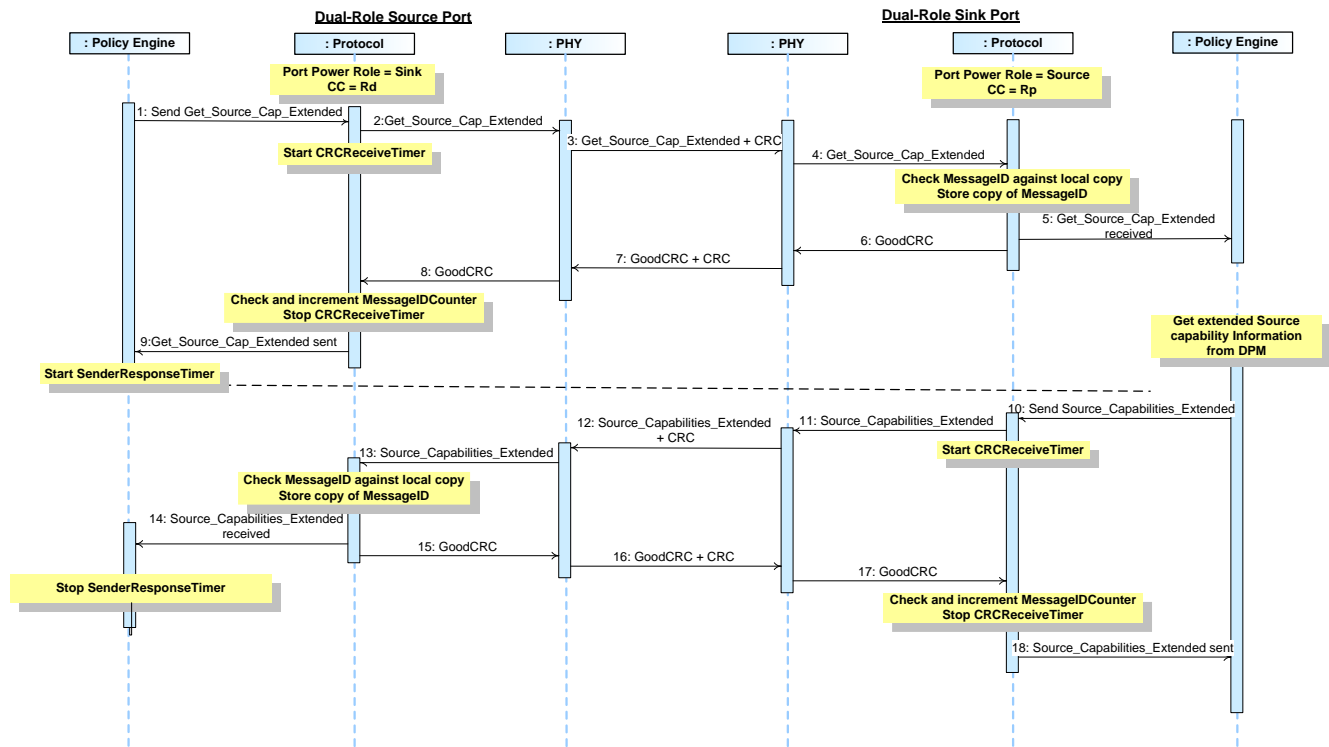 Dual-Role Source Port
Dual-Role Sink Port
: Policy Engine
: Protocol
: PHY
: PHY
: Protocol
: Policy Engine
Port Power Role = Sink
CC = Rd
Port Power Role = Source
CC = Rp
1: Send Get_Source_Cap_Extended
2:Get_Source_Cap_Extended
Start CRCReceiveTimer
3: Get_Source_Cap_Extended + CRC
4: Get_Source_Cap_Extended
Check MessageID against local copy
Store copy of MessageID
5: Get_Source_Cap_Extended
received
6: GoodCRC
7: GoodCRC + CRC
8: GoodCRC
Check and increment MessageIDCounter
Stop CRCReceiveTimer
9:Get_Source_Cap_Extended sent
Start SenderResponseTimer
Get extended Source
capability Information
from DPM
10: Send Source_Capabilities_Extended
11: Source_Capabilities_Extended
Start CRCReceiveTimer
12: Source_Capabilities_Extended
+ CRC
13: Source_Capabilities_Extended
Check MessageID against local copy
Store copy of MessageID
14: Source_Capabilities_Extended
received
15: GoodCRC
16: GoodCRC + CRC
17: GoodCRC
Stop SenderResponseTimer
Check and increment MessageIDCounter
Stop CRCReceiveTimer
18: Source_Capabilities_Extended sent